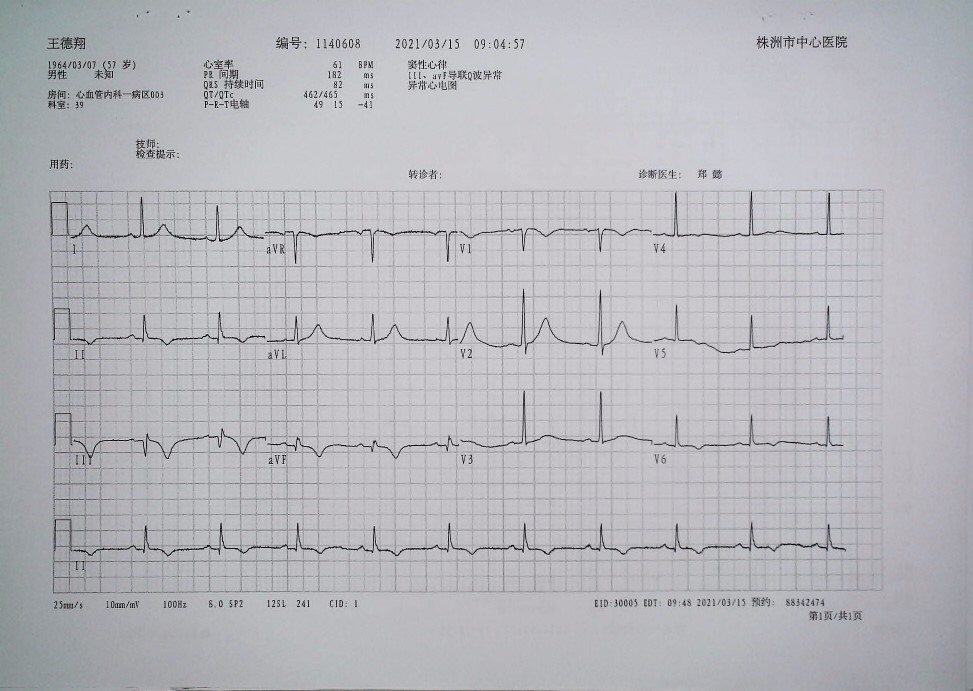 王德翔 编号: 1140608 2021/03/15 09:04:57 株洲市中心医院
1964/03/07 (57 岁) 心室率 61 BPM 窦性心律
男性 未知 PR 间期 182 ms III、avF导联Q波异常
QRS 持续时间 82 ms 异常心电图
房间: 心血管内科一病区003 QT/QTc 462/465 ms
科室: 39 P-R-T电轴 49 15 -41
技师:
检查提示:
用药:
转诊者: 诊断医生: 郑 懿
I aVR V1 V4
II aVL V2 V5
III aVF V3 V6
II
25mm/s 10mm/mV 100Hz 8.0 SP2 12SL 241 CID: 1 EID:30005 EDT: 09:48 2021/03/15 预约: 88342474
第1页/共1页